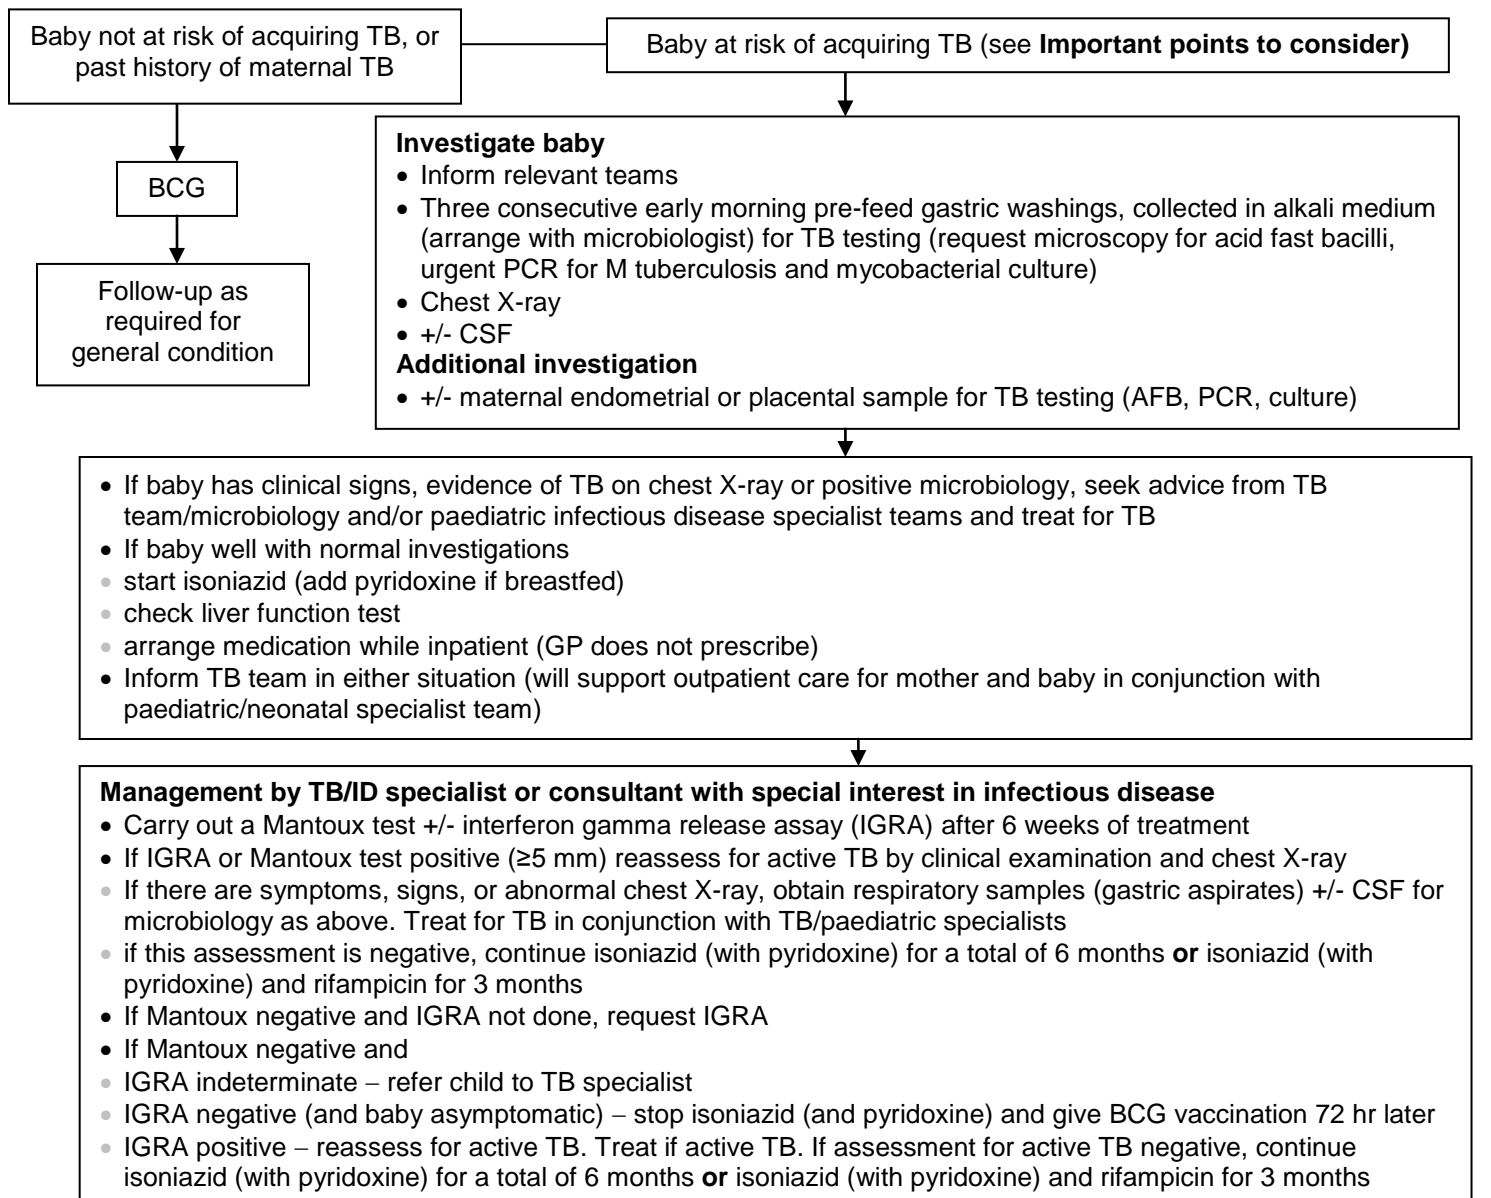 Baby not at risk of acquiring TB, or
past history of maternal TB
Baby at risk of acquiring TB (see Important points to consider)
BCG
Follow-up as
required for
general condition
Investigate baby
• Inform relevant teams
• Three consecutive early morning pre-feed gastric washings, collected in alkali medium
(arrange with microbiologist) for TB testing (request microscopy for acid fast bacilli,
urgent PCR for M tuberculosis and mycobacterial culture)
• Chest X-ray
• +/- CSF
Additional investigation
• +/- maternal endometrial or placental sample for TB testing (AFB, PCR, culture)
• If baby has clinical signs, evidence of TB on chest X-ray or positive microbiology, seek advice from TB
team/microbiology and/or paediatric infectious disease specialist teams and treat for TB
• If baby well with normal investigations
• start isoniazid (add pyridoxine if breastfed)
• check liver function test
• arrange medication while inpatient (GP does not prescribe)
• Inform TB team in either situation (will support outpatient care for mother and baby in conjunction with
paediatric/neonatal specialist team)
Management by TB/ID specialist or consultant with special interest in infectious disease
• Carry out a Mantoux test +/- interferon gamma release assay (IGRA) after 6 weeks of treatment
• If IGRA or Mantoux test positive (≥5 mm) reassess for active TB by clinical examination and chest X-ray
• If there are symptoms, signs, or abnormal chest X-ray, obtain respiratory samples (gastric aspirates) +/- CSF for
microbiology as above. Treat for TB in conjunction with TB/paediatric specialists
• if this assessment is negative, continue isoniazid (with pyridoxine) for a total of 6 months or isoniazid (with
pyridoxine) and rifampicin for 3 months
• If Mantoux negative and IGRA not done, request IGRA
• If Mantoux negative and
• IGRA indeterminate – refer child to TB specialist
• IGRA negative (and baby asymptomatic) – stop isoniazid (and pyridoxine) and give BCG vaccination 72 hr later
• IGRA positive – reassess for active TB. Treat if active TB. If assessment for active TB negative, continue
isoniazid (with pyridoxine) for a total of 6 months or isoniazid (with pyridoxine) and rifampicin for 3 months